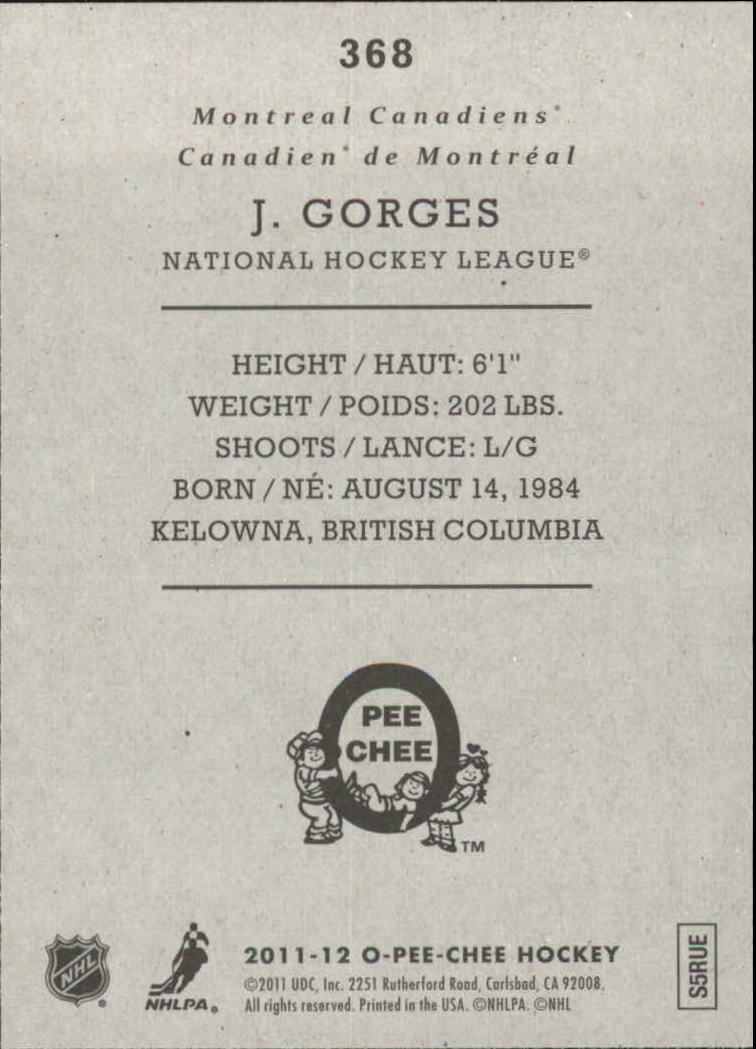 368
Montreal Canadiens®
Canadien® de Montréal
J. GORGES
NATIONAL HOCKEY LEAGUE®
HEIGHT / HAUT: 6'1"
WEIGHT / POIDS: 202 LBS.
SHOOTS / LANCE: L/G
BORN / NÉ: AUGUST 14, 1984
KELOWNA, BRITISH COLUMBIA
O
PEE
CHEE
TM
NHL
®
NHLPA®
2011-12 O-PEE-CHEE HOCKEY
©2011 UDC, Inc. 2251 Rutherford Road, Carlsbad, CA 92008.
All rights reserved. Printed in the USA. ©NHLPA. ©NHL
S5RUE